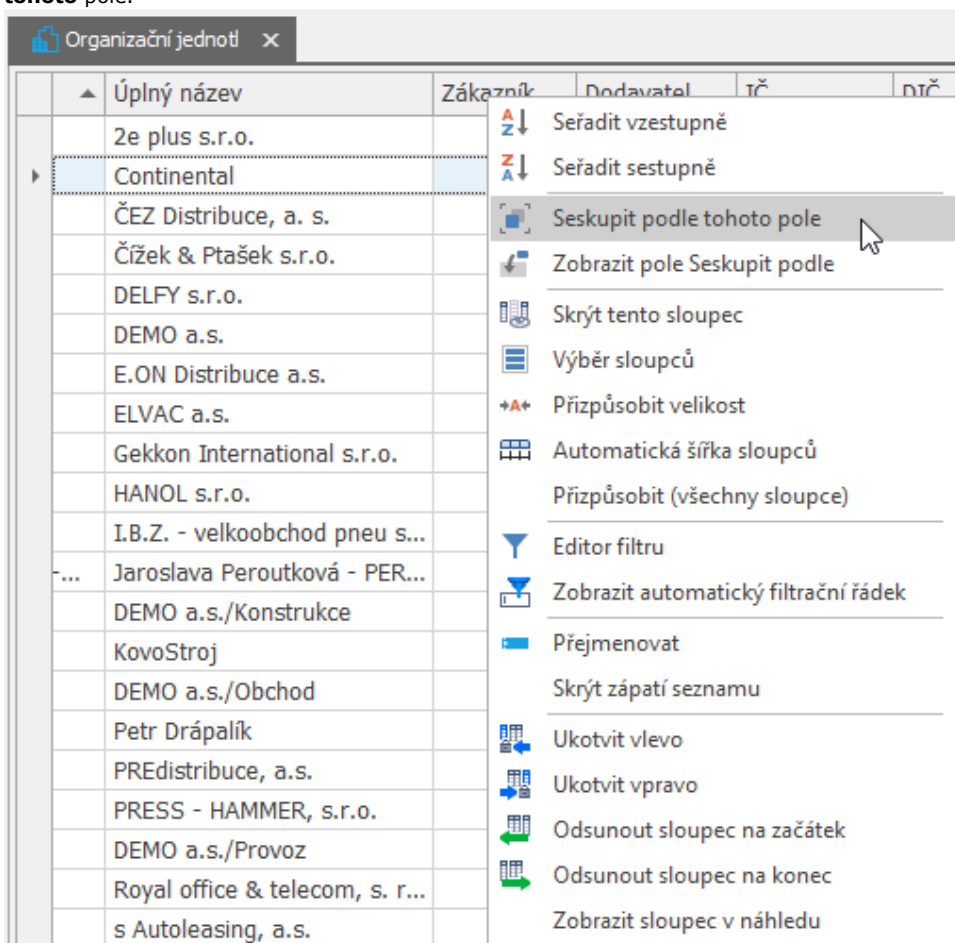 tohoto pole.
Organizační jednotl
Úplný název Zákazník Dodavatel IČ DIČ
2e plus s.r.o.
Continental
ČEZ Distribuce, a. s.
Čížek & Ptašek s.r.o.
DELFY s.r.o.
DEMO a.s.
E.ON Distribuce a.s.
ELVAC a.s.
Gekkon International s.r.o.
HANOL s.r.o.
I.B.Z. - velkoobchod pneu s...
-... Jaroslava Peroutková - PER...
DEMO a.s./Konstrukce
KovoStroj
DEMO a.s./Obchod
Petr Drápalík
PREdistribuce, a.s.
PRESS - HAMMER, s.r.o.
DEMO a.s./Provoz
Royal office & telecom, s. r...
s Autoleasing, a.s.
Seřadit vzestupně
Seřadit sestupně
Seskupit podle tohoto pole
Zobrazit pole Seskupit podle
Skrýt tento sloupec
Výběr sloupců
Přizpůsobit velikost
Automatická šířka sloupců
Přizpůsobit (všechny sloupce)
Editor filtru
Zobrazit automatický filtrační řádek
Přejmenovat
Skrýt zápatí seznamu
Ukotvit vlevo
Ukotvit vpravo
Odsunout sloupec na začátek
Odsunout sloupec na konec
Zobrazit sloupec v náhledu